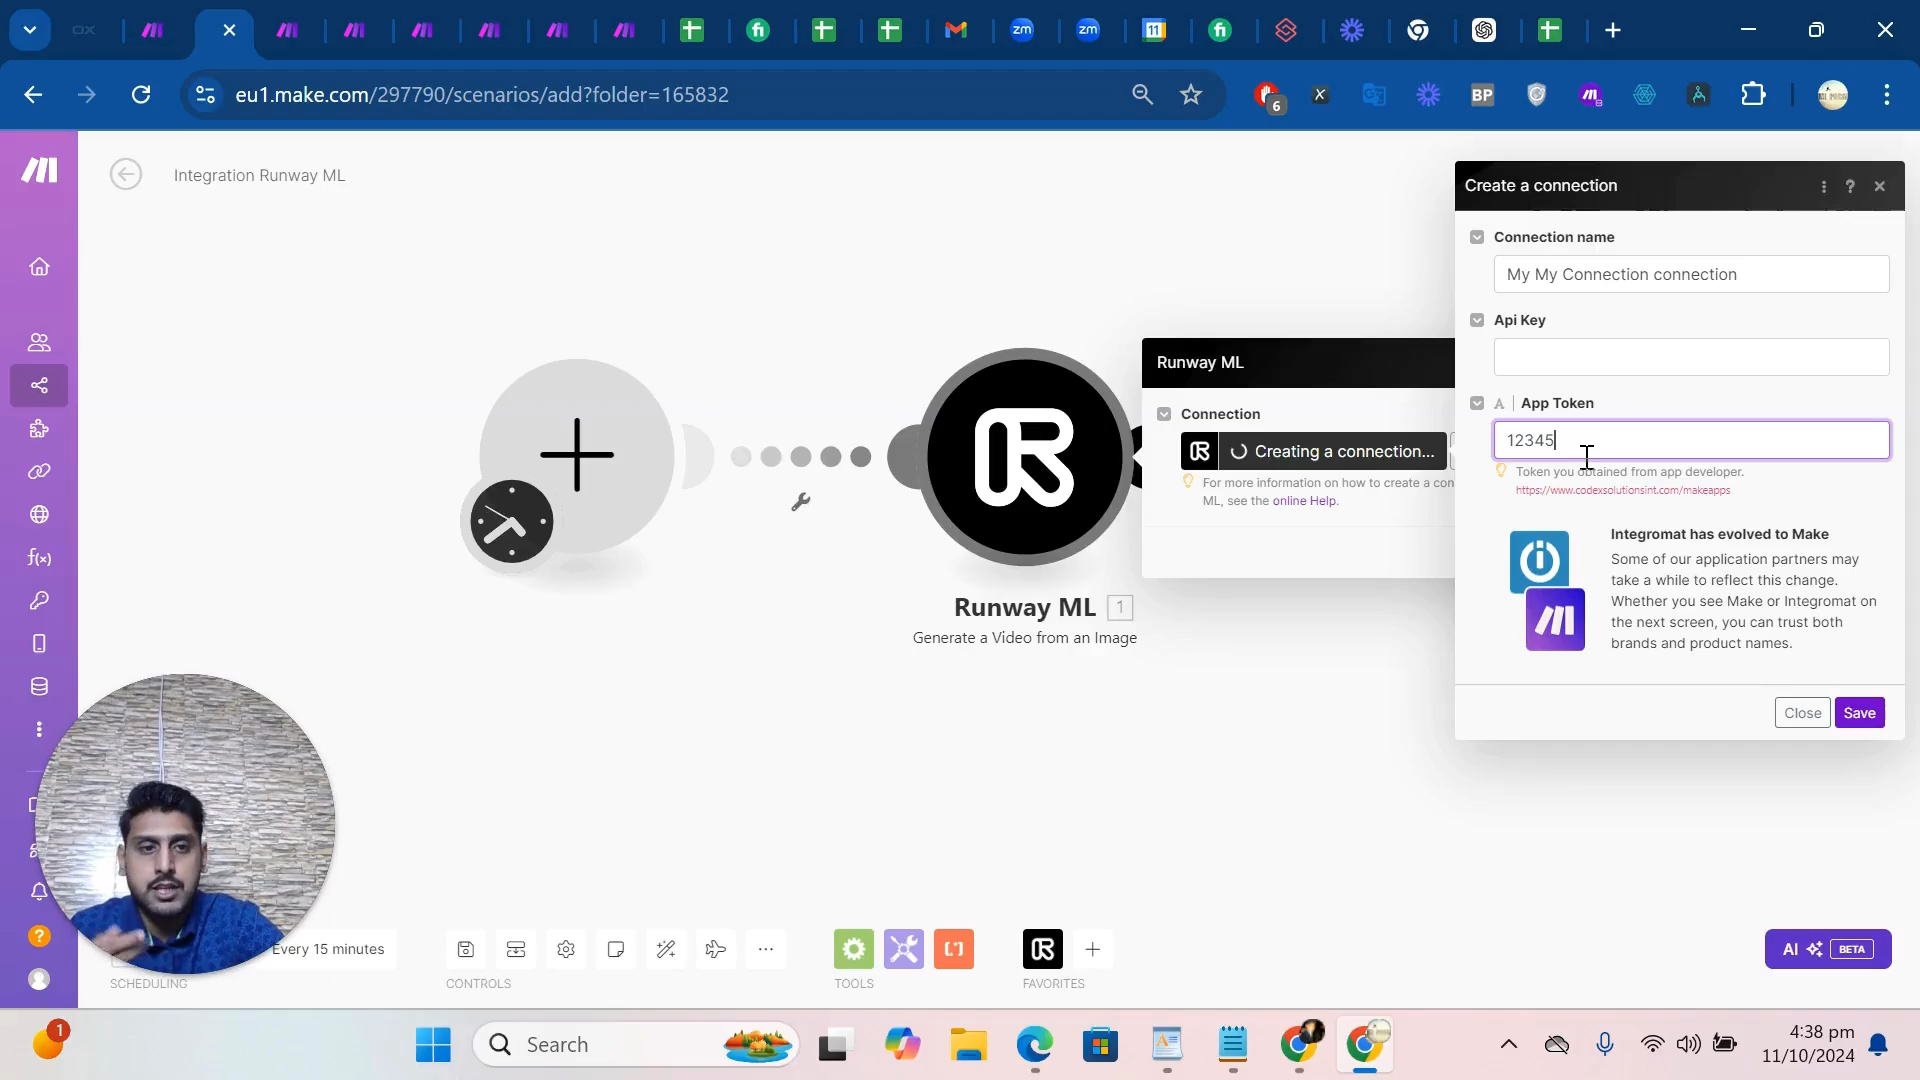 eu1.make.com/297790/scenarios/add?folder=165832
6
BP
Integration Runway ML
Create a connection
Connection name
My My Connection connection
Api Key
A
App Token
12345
Token you obtained from app developer.
https://www.codexsolutionsint.com/makeapps
Integromat has evolved to Make
Some of our application partners may
take a while to reflect this change.
Whether you see Make or Integromat on
the next screen, you can trust both
brands and product names.
Close
Save
Runway ML
Connection
Creating a connection...
For more information on how to create a con
ML, see the online Help.
Runway ML 1
Generate a Video from an Image
Every 15 minutes
SCHEDULING
CONTROLS
TOOLS
FAVORITES
AI BETA
1
Search
4:38 pm
11/10/2024